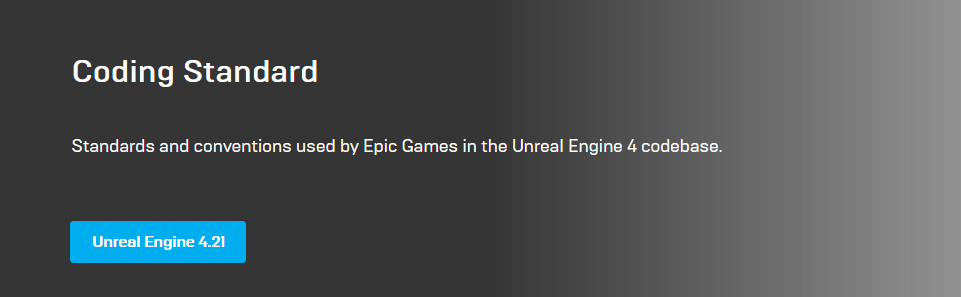 Coding Standard
Standards and conventions used by Epic Games in the Unreal Engine 4 codebase.
Unreal Engine 4.21